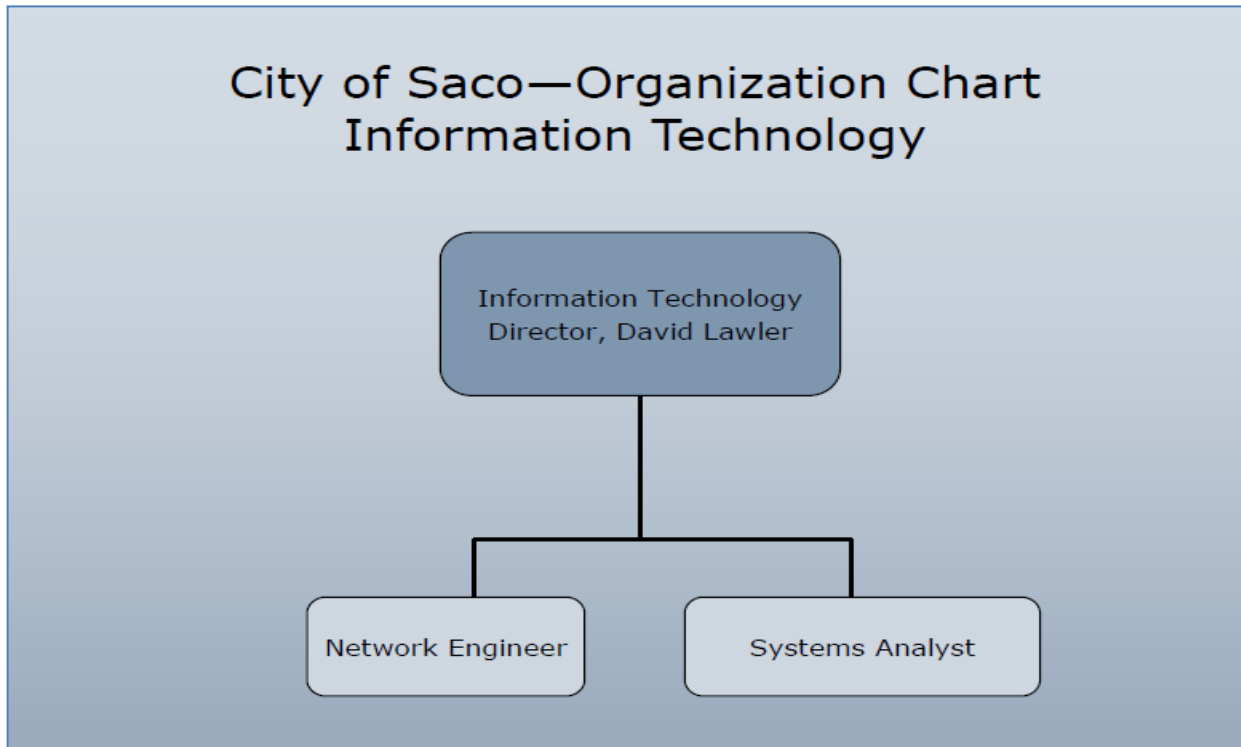 City of Saco—Organization Chart
Information Technology
Information Technology
Director, David Lawler
Network Engineer
Systems Analyst